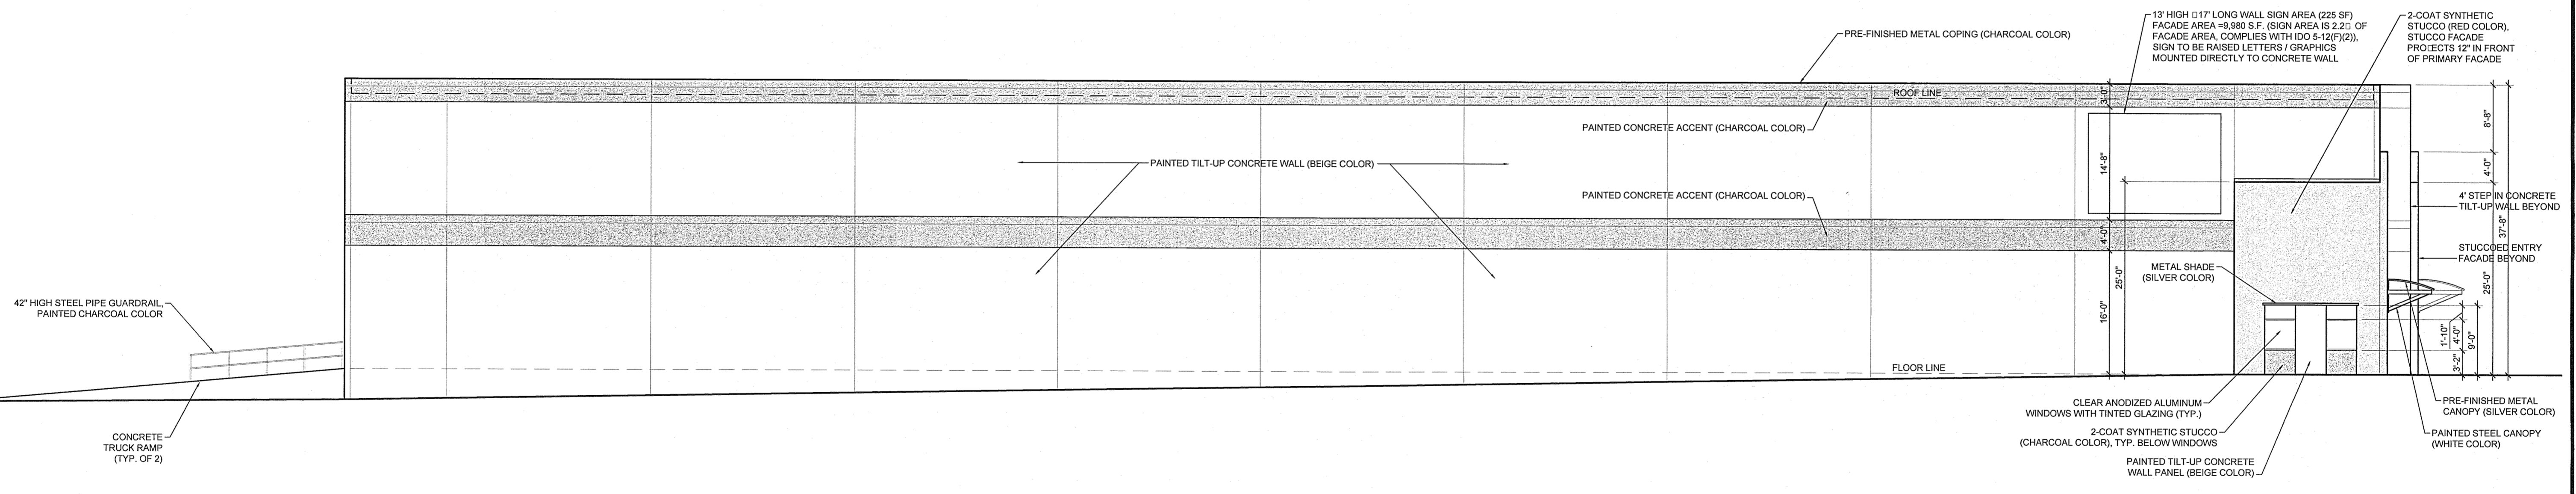 13' HIGH □17' LONG WALL SIGN AREA (225 SF)
FACADE AREA =9,980 S.F. (SIGN AREA IS 2.2□ OF
FACADE AREA, COMPLIES WITH IDO 5-12(F)(2)),
SIGN TO BE RAISED LETTERS / GRAPHICS
MOUNTED DIRECTLY TO CONCRETE WALL
2-COAT SYNTHETIC
STUCCO (RED COLOR),
STUCCO FACADE
PRO□ECTS 12" IN FRONT
OF PRIMARY FACADE
PRE-FINISHED METAL COPING (CHARCOAL COLOR)
ROOF LINE
3'-0"
PAINTED CONCRETE ACCENT (CHARCOAL COLOR)
8'-8"
PAINTED TILT-UP CONCRETE WALL (BEIGE COLOR)
14'-8"
4'-0"
PAINTED CONCRETE ACCENT (CHARCOAL COLOR)
4' STEP IN CONCRETE
TILT-UP WALL BEYOND
37'-8"
4'-0"
STUCCOED ENTRY
FACADE BEYOND
METAL SHADE
(SILVER COLOR)
25'-0"
25'-0"
42" HIGH STEEL PIPE GUARDRAIL,
PAINTED CHARCOAL COLOR
16'-0"
1'-10"
4'-0"
9'-0"
3'-2"
FLOOR LINE
CLEAR ANODIZED ALUMINUM
WINDOWS WITH TINTED GLAZING (TYP.)
PRE-FINISHED METAL
CANOPY (SILVER COLOR)
2-COAT SYNTHETIC STUCCO
(CHARCOAL COLOR), TYP. BELOW WINDOWS
PAINTED STEEL CANOPY
(WHITE COLOR)
CONCRETE
TRUCK RAMP
(TYP. OF 2)
PAINTED TILT-UP CONCRETE
WALL PANEL (BEIGE COLOR)